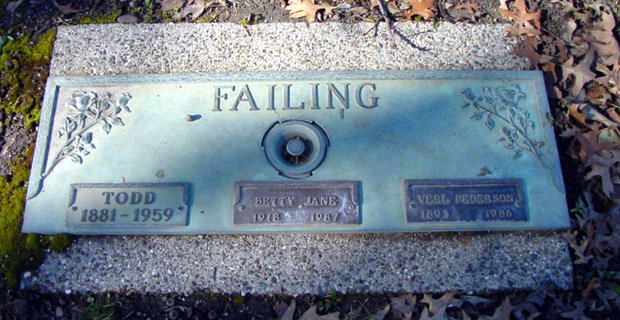 FAILING
TODD
1881 - 1959
BETTY JANE
1918 1987
VERL PEDERSON
1893 1986